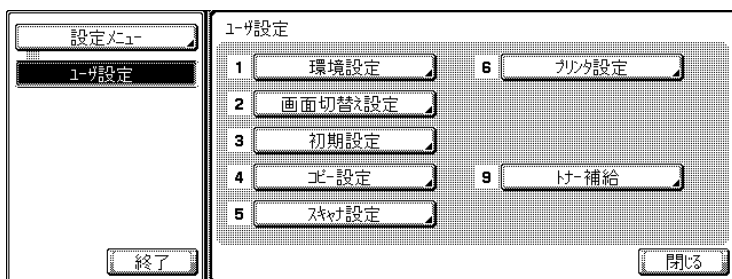 設定メニュー
ユーザ設定
終了
ユーザ設定
1 環境設定
2 画面切替え設定
3 初期設定
4 コピー設定
5 スキャナ設定
6 プリンタ設定
9 トナー補給
閉じる